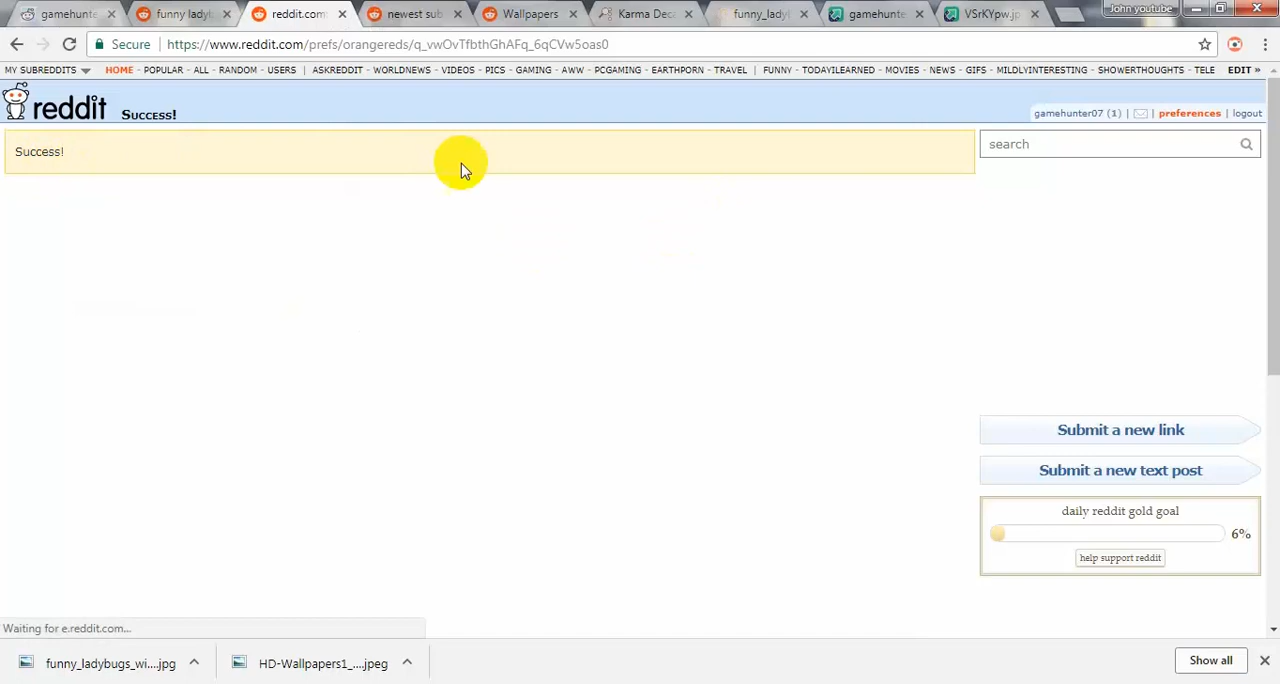 gamehunte
funny ladyb
reddit.com
newest sub
Wallpapers
Karma Deca
funny_lady
gamehunte
VSrKYpw.jp
John youtube
Secure
https://www.reddit.com/prefs/orangereds/q_vwOvTfbthGhAFq_6qCVw5oas0
MY SUBREDDITS HOME - POPULAR - ALL - RANDOM - USERS | ASKREDDIT - WORLDNEWS - VIDEOS - PICS - GAMING - AWW - PCGAMING - EARTHPORN - TRAVEL | FUNNY - TODAYILEARNED - MOVIES - NEWS - GIFS - MILDLYINTERESTING - SHOWERTHOUGHTS - TELE EDIT »
reddit SUCCESS!
gamehunter07 (1) | | preferences | logout
Success!
search
Submit a new link
Submit a new text post
daily reddit gold goal
6%
help support reddit
Waiting for e.reddit.com...
funny_ladybugs_wi....jpg
HD-Wallpapers1_....jpeg
Show all